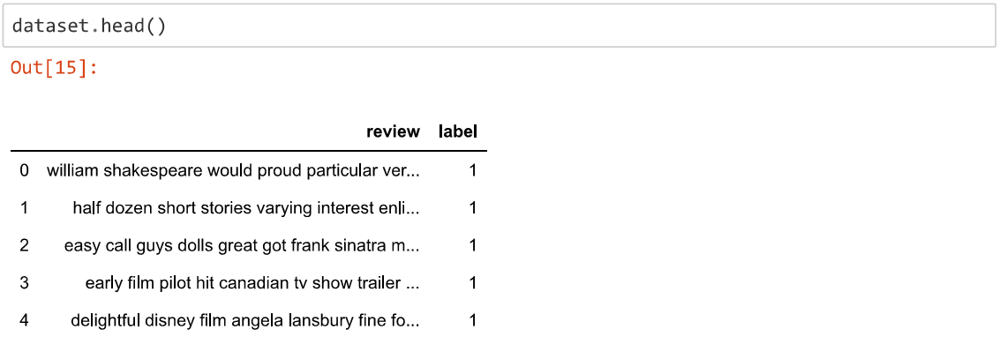 dataset.head()
Out[15]:
review label
0 william shakespeare would proud particular ver... 1
1 half dozen short stories varying interest enli... 1
2 easy call guys dolls great got frank sinatra m... 1
3 early film pilot hit canadian tv show trailer ... 1
4 delightful disney film angela lansbury fine fo... 1